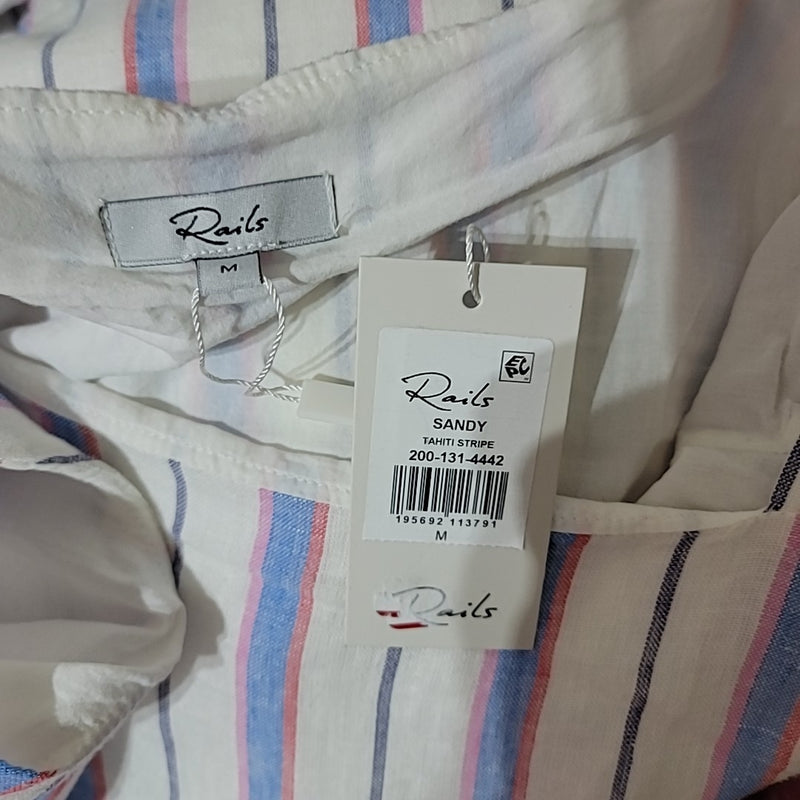 Rails
M
Rails
SANDY
TAHITI STRIPE
200-131-4442
195692 113791
M
Rails